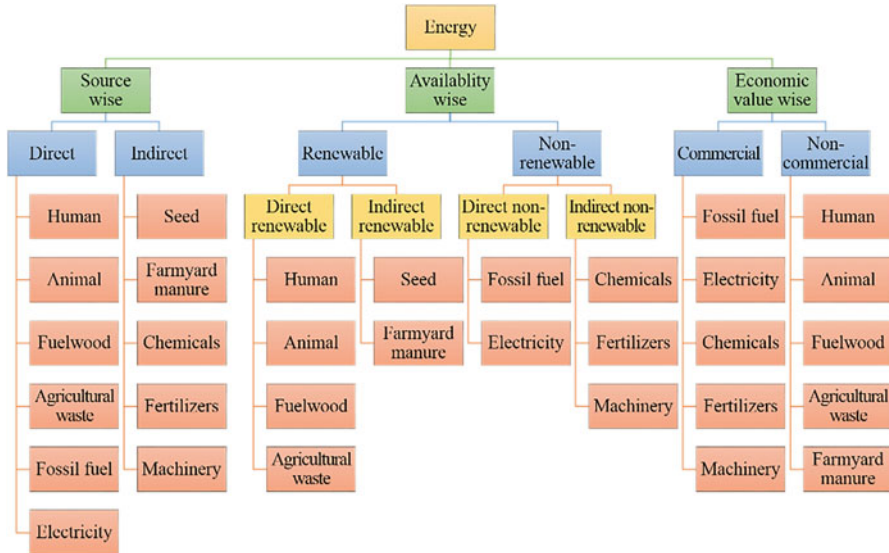 Energy
Source
wise
Availablity
wise
Economic
value wise
Direct
Indirect
Renewable
Non-
renewable
Commercial
Non-
commercial
Direct
renewable
Indirect
renewable
Direct non-
renewable
Indirect non-
renewable
Human
Animal
Fuelwood
Agricultural
waste
Fossil fuel
Electricity
Seed
Farmyard
manure
Chemicals
Fertilizers
Machinery
Human
Animal
Fuelwood
Agricultural
waste
Seed
Farmyard
manure
Fossil fuel
Electricity
Chemicals
Fertilizers
Machinery
Fossil fuel
Electricity
Chemicals
Fertilizers
Machinery
Human
Animal
Fuelwood
Agricultural
waste
Farmyard
manure